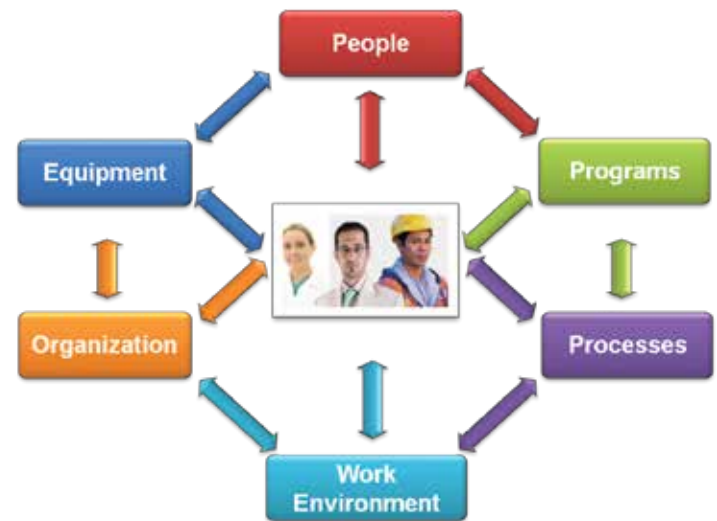 People
Equipment
Programs
Organization
Processes
Work
Environment